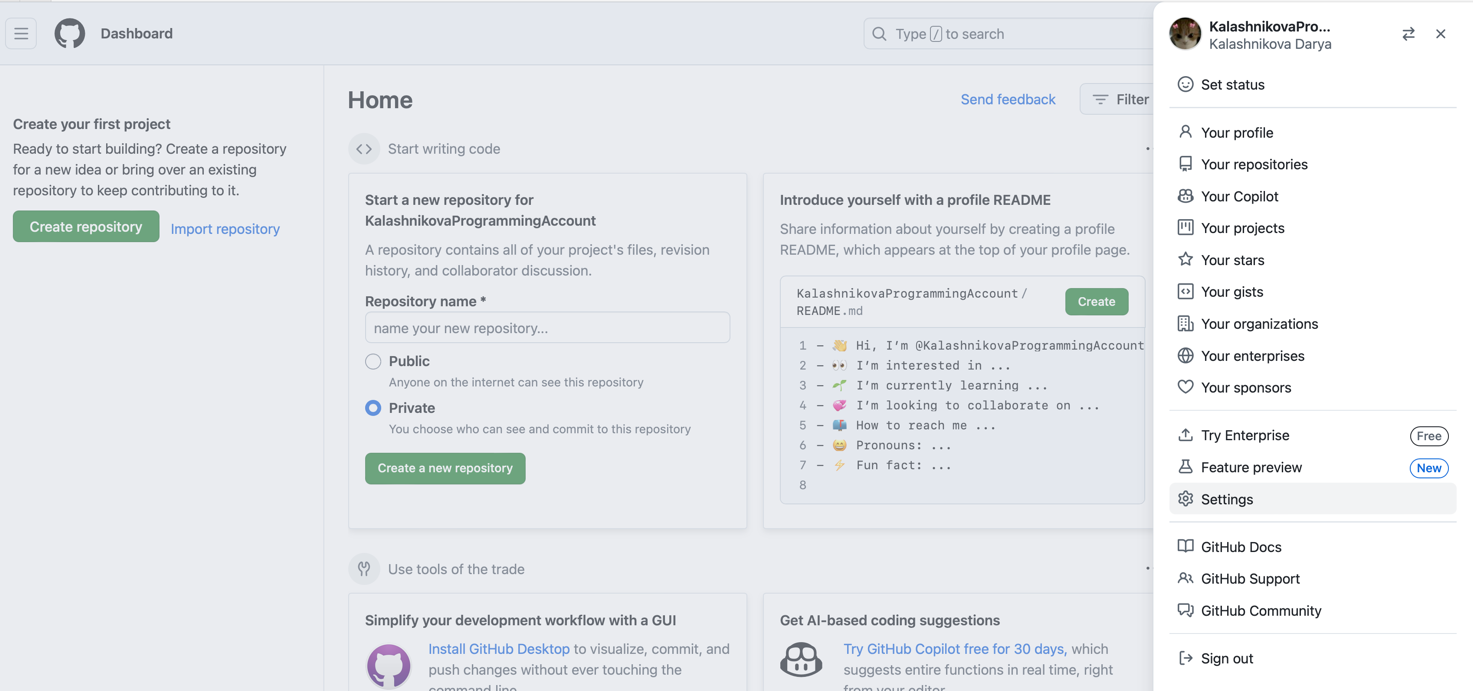 Dashboard
Type / to search
Create your first project
Ready to start building? Create a repository
for a new idea or bring over an existing
repository to keep contributing to it.
Create repository
Import repository
Home
Send feedback
Filter
Start writing code
Start a new repository for
KalashnikovaProgrammingAccount
A repository contains all of your project's files, revision
history, and collaborator discussion.
Repository name *
name your new repository...
Public
Anyone on the internet can see this repository
Private
You choose who can see and commit to this repository
Create a new repository
Introduce yourself with a profile README
Share information about yourself by creating a profile
README, which appears at the top of your profile page.
KalashnikovaProgrammingAccount/
README.md
Create
1 - 👋 Hi, I’m @KalashnikovaProgrammingAccount
2 - 👀 I’m interested in ...
3 - 🌱 I’m currently learning ...
4 - 💞️ I’m looking to collaborate on ...
5 - 📫 How to reach me ...
6 - 😄 Pronouns: ...
7 - ⚡ Fun fact: ...
8
Use tools of the trade
Simplify your development workflow with a GUI
Install GitHub Desktop to visualize, commit, and
push changes without ever touching the
command line.
Get AI-based coding suggestions
Try GitHub Copilot free for 30 days, which
suggests entire functions in real time, right
from your editor.
KalashnikovaPro...
Kalashnikova Darya
Set status
Your profile
Your repositories
Your Copilot
Your projects
Your stars
Your gists
Your organizations
Your enterprises
Your sponsors
Try Enterprise
Free
Feature preview
New
Settings
GitHub Docs
GitHub Support
GitHub Community
Sign out